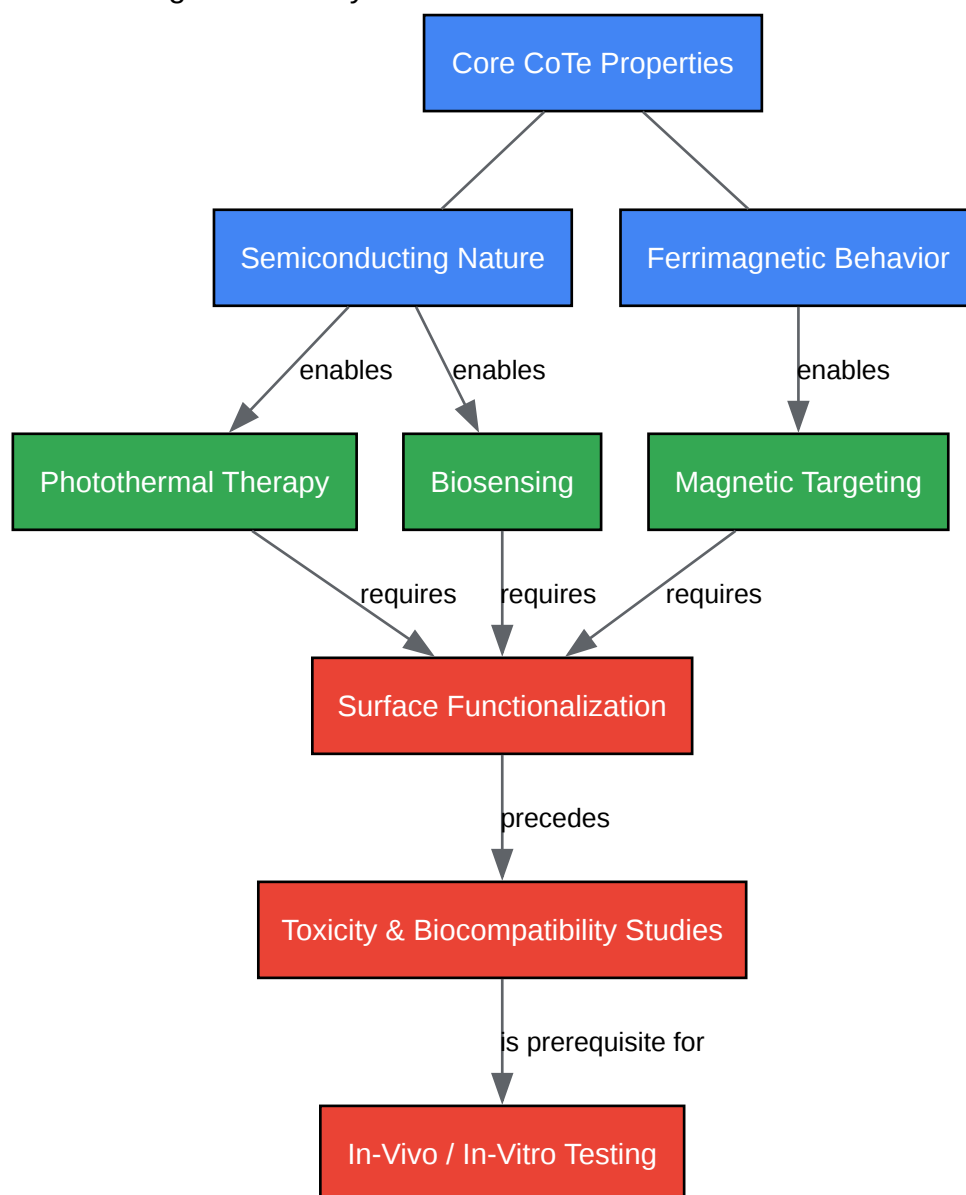 Core CoTe Properties
Semiconducting Nature
Ferrimagnetic Behavior
enables
enables
enables
Photothermal Therapy
Biosensing
Magnetic Targeting
requires
requires
requires
Surface Functionalization
precedes
Toxicity & Biocompatibility Studies
is prerequisite for
In-Vivo / In-Vitro Testing